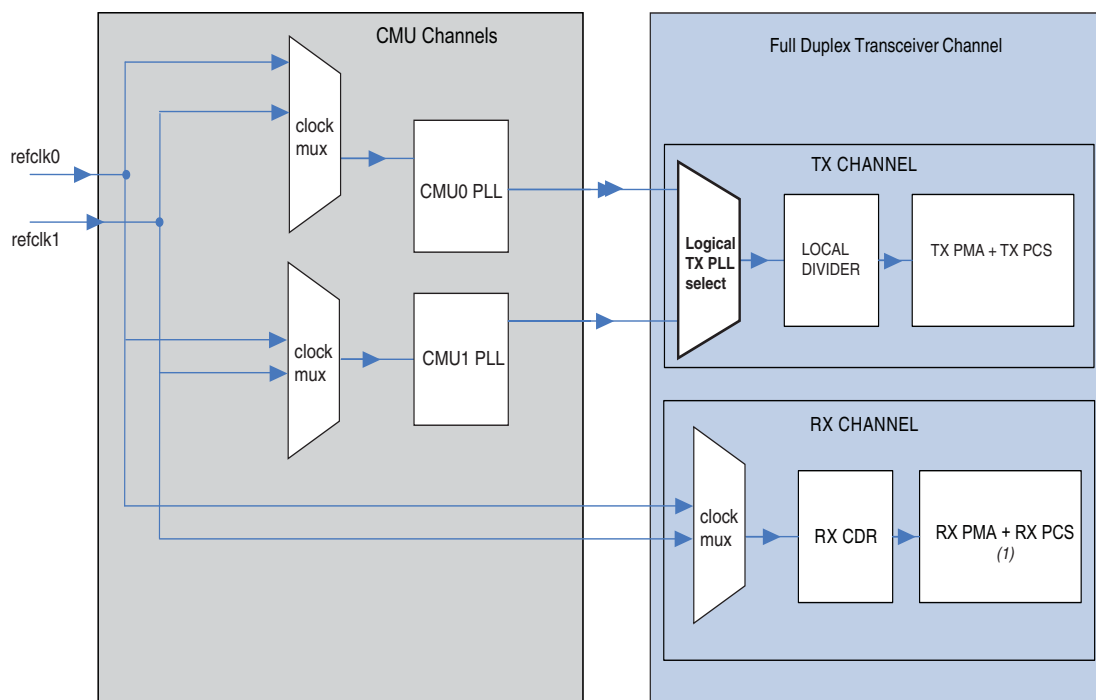 CMU Channels
Full Duplex Transceiver Channel
refclk0
refclk1
clock
mux
CMU0 PLL
clock
mux
CMU1 PLL
TX CHANNEL
Logical
TX PLL
select
LOCAL
DIVIDER
TX PMA + TX PCS
RX CHANNEL
clock
mux
RX CDR
RX PMA + RX PCS
(1)